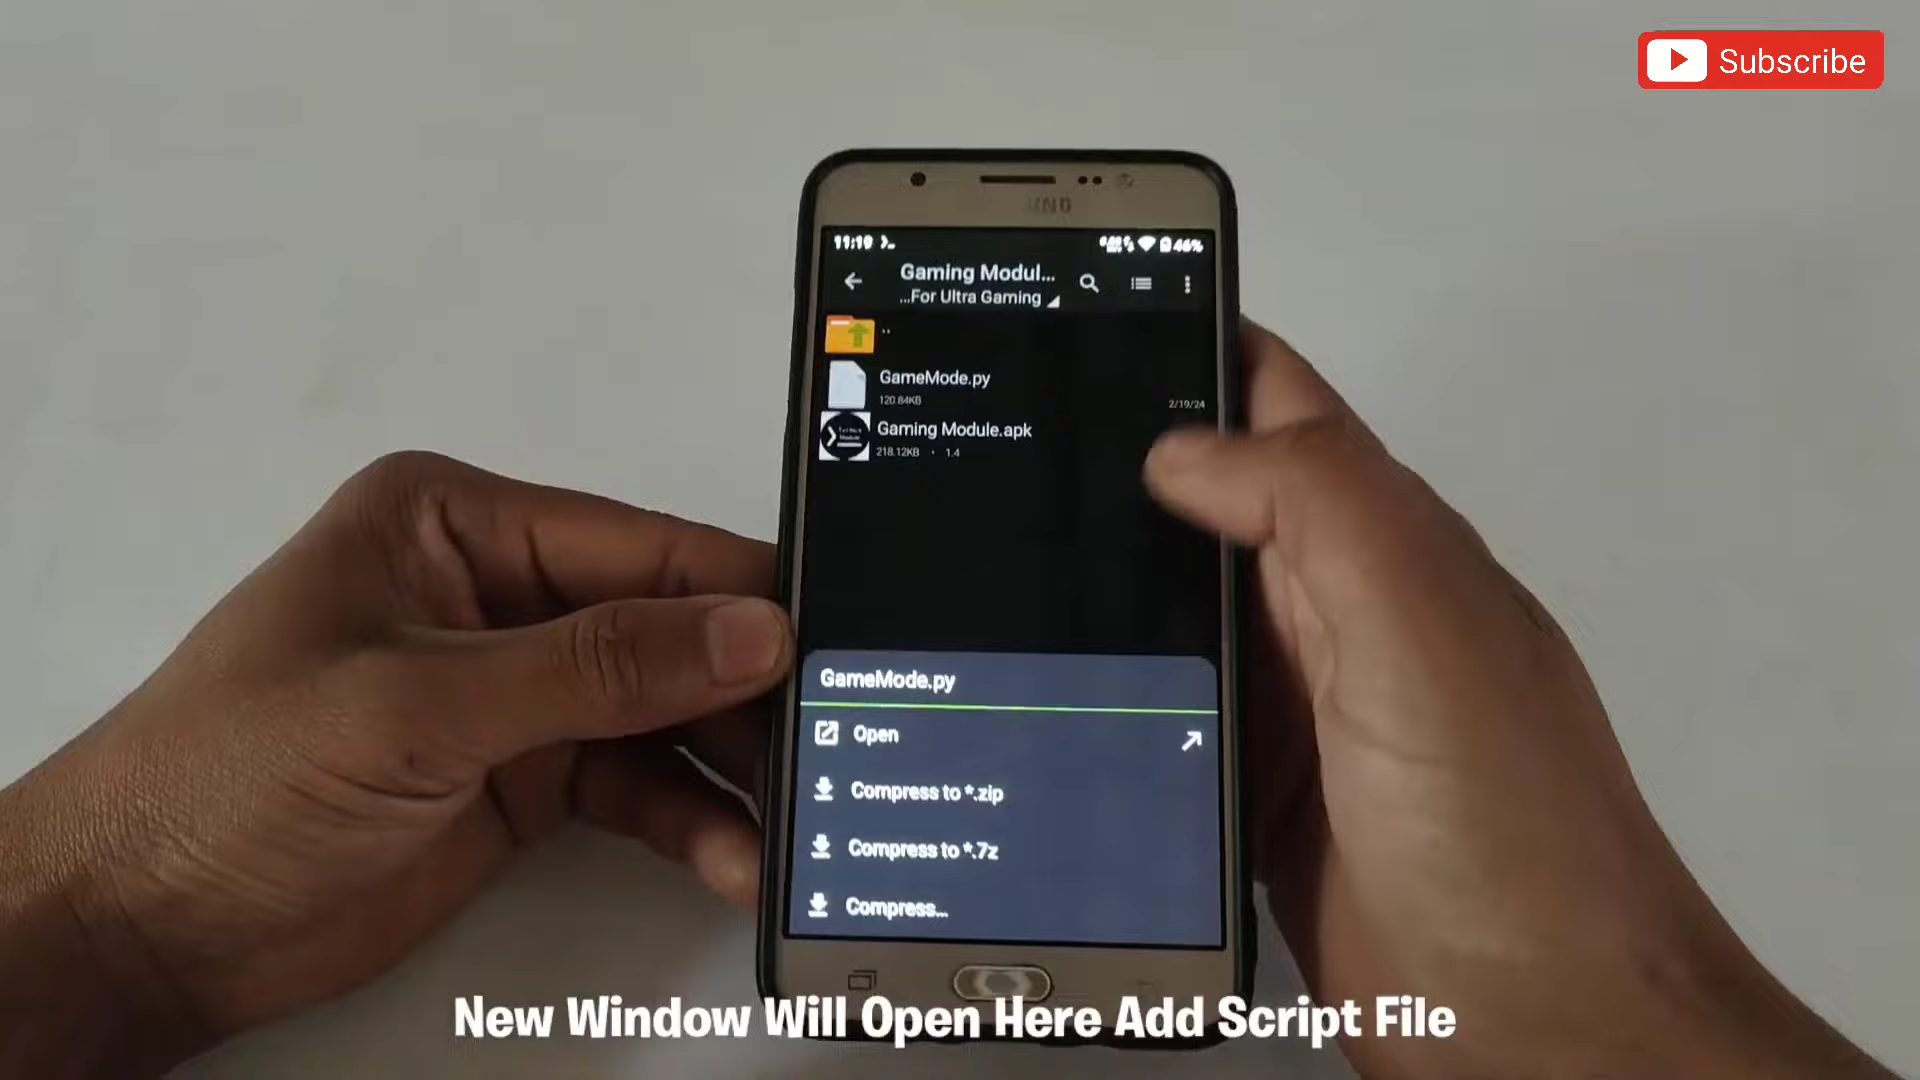 Subscribe
11:10
46%
Gaming Modul...
...For Ultra Gaming
..
GameMode.py
120.84KB
2/19/24
Gaming Module.apk
218.12KB · 1.4
GameMode.py
Open
Compress to *.zip
Compress to *.7z
Compress...
New Window Will Open Here Add Script File